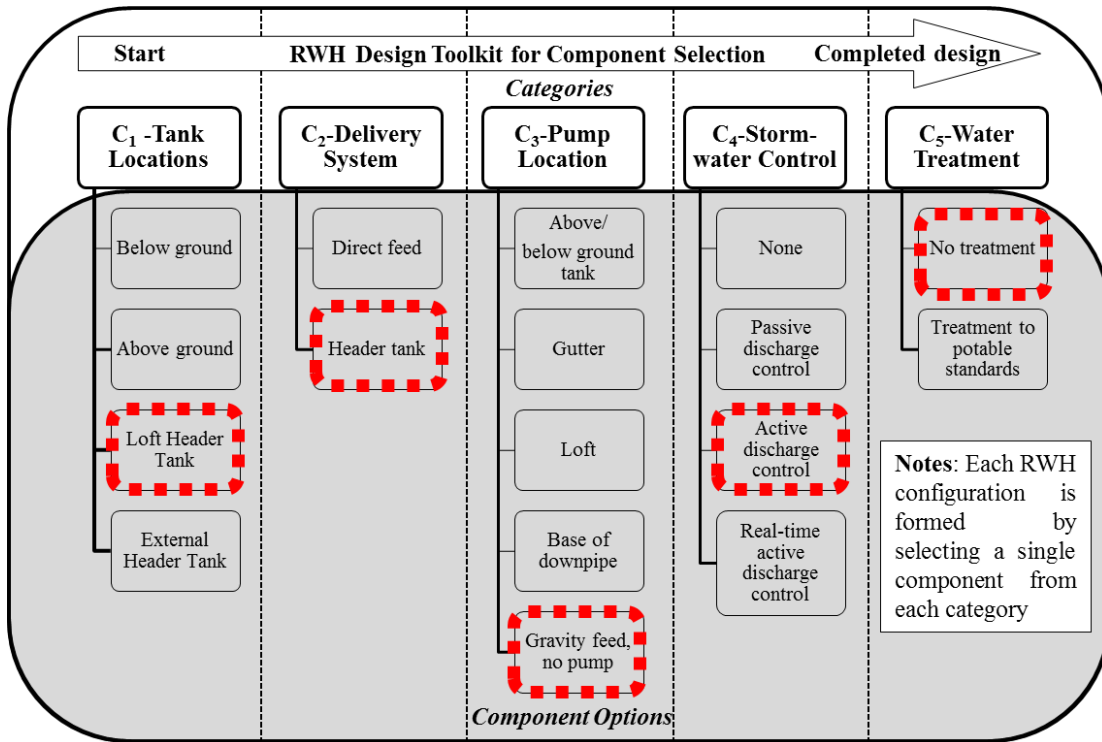 Start
RWH Design Toolkit for Component Selection
Completed design
Categories
C₁ -Tank
Locations
C₂-Delivery
System
C₃-Pump
Location
C₄-Storm-
water Control
C₅-Water
Treatment
Below ground
Above ground
Loft Header
Tank
External
Header Tank
Direct feed
Header tank
Above/
below ground
tank
Gutter
Loft
Base of
downpipe
Gravity feed,
no pump
None
Passive
discharge
control
Active
discharge
control
Real-time
active
discharge
control
No treatment
Treatment to
potable
standards
Notes: Each RWH
configuration is
formed by
selecting a single
component from
each category
Component Options